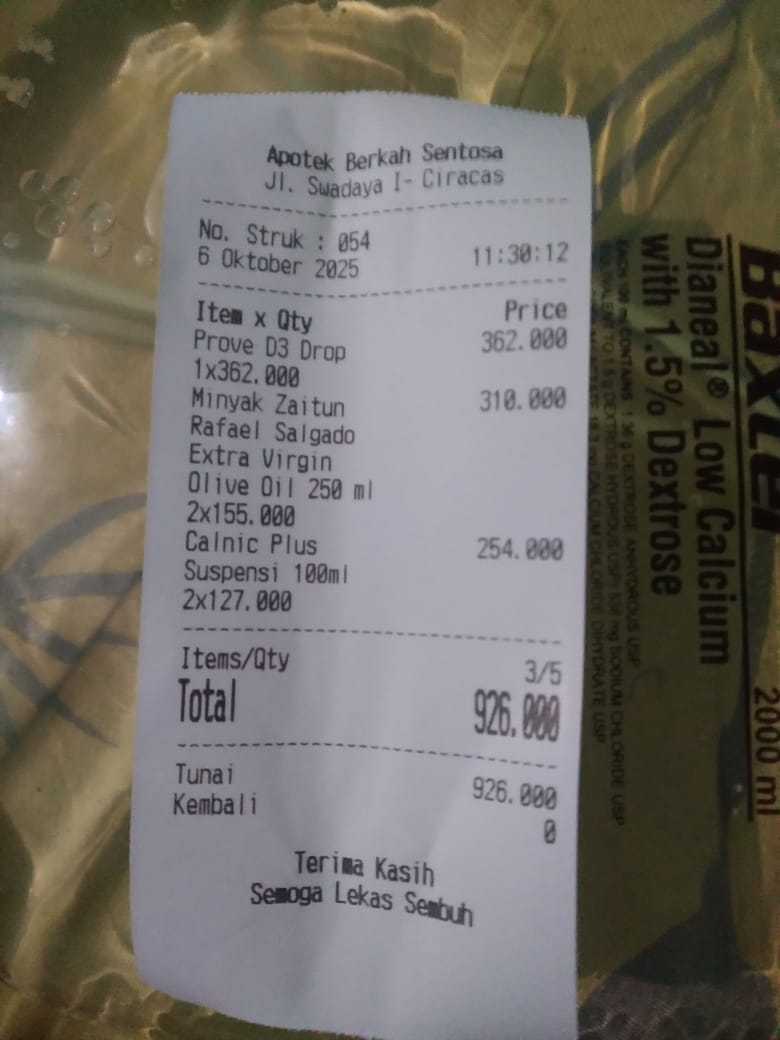 Apotek Berkah Sentosa
Jl. Swadaya I- Ciracas
No. Struk : 054
6 Oktober 2025 11:30:12
Item x Qty Price
Prove D3 Drop 362.000
1x362.000
Minyak Zaitun 310.000
Rafael Salgado
Extra Virgin
Olive Oil 250 ml
2x155.000
Calnic Plus 254.000
Suspensi 100ml
2x127.000
Items/Qty 3/5
Total 926.000
Tunai 926.000
Kembali 0
Terima Kasih
Semoga Lekas Sembuh
Baxter
2000 ml
Dianeal® Low Calcium
with 1.5% Dextrose